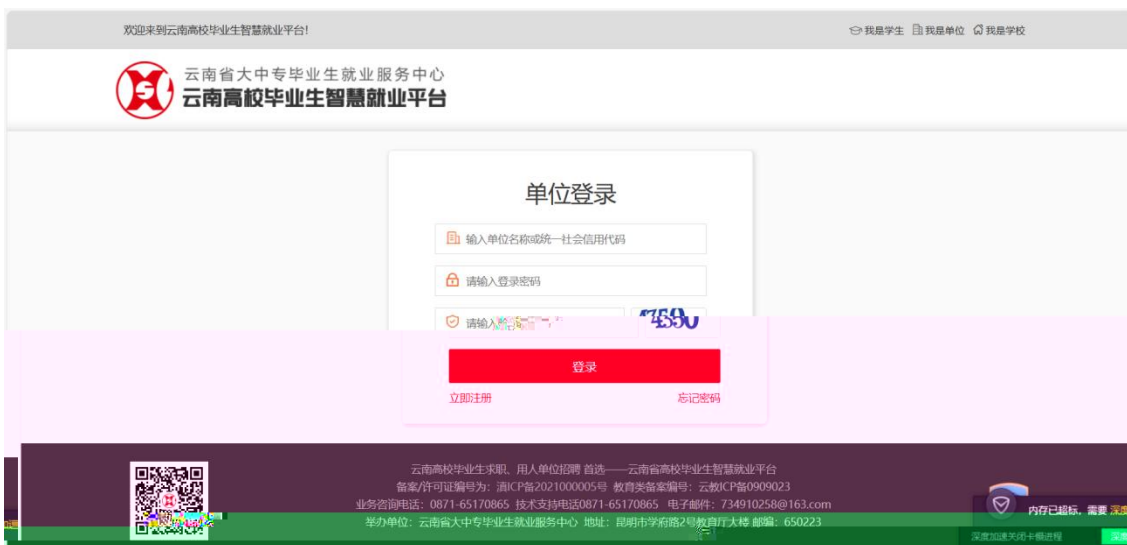 欢迎来到云南高校毕业生智慧就业平台!
我是学生 我是单位 我是学校
云南省大中专毕业生就业服务中心
云南高校毕业生智慧就业平台
单位登录
输入单位名称或统一社会信用代码
请输入登录密码
请输入
登录
立即注册 忘记密码
云南高校毕业生求职、用人单位招聘 首选——云南省高校毕业生智慧就业平台
备案/许可证编号为：滇ICP备2021000005号 教育类备案编号：云教ICP备0909023
业务咨询电话：0871-65170865 技术支持电话0871-65170865 电子邮件：734910258@163.com
举办单位：云南省大中专毕业生就业服务中心 地址：昆明市学府路2号教育厅大楼 邮编：650223
内存已超标，需要 深度
深度加速关闭卡慢进程 深度